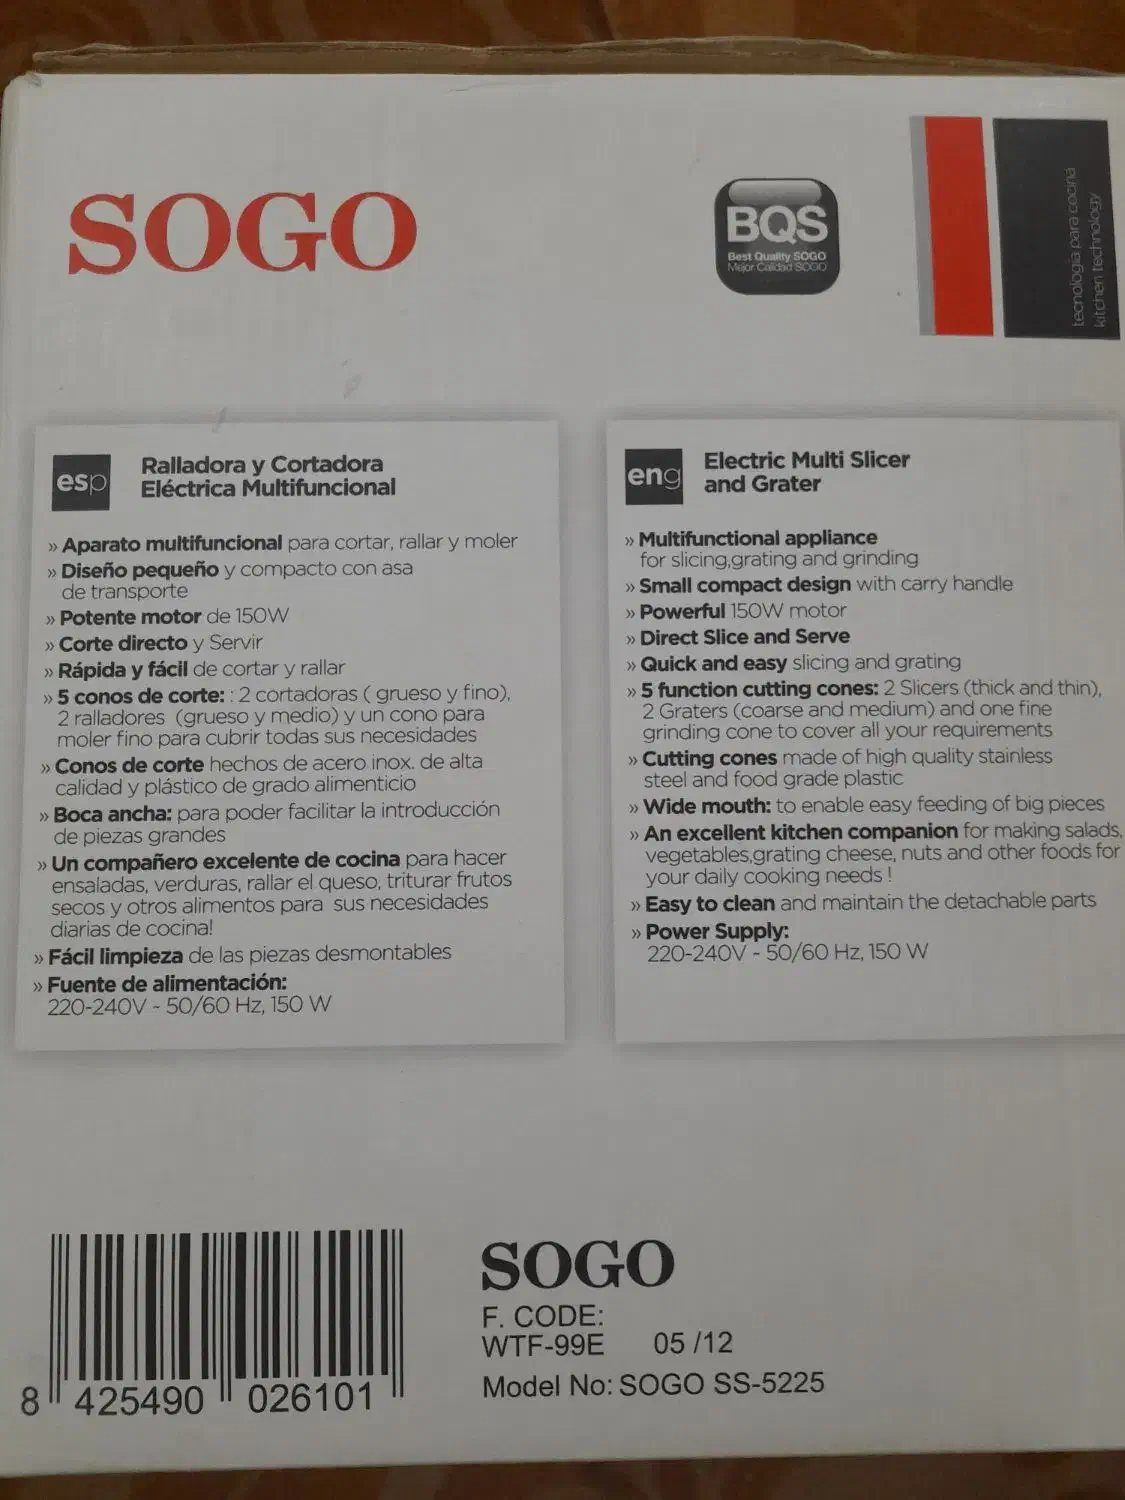 SOGO
BQS
Best Quality SOGO
Mejor Calidad SOGO
tecnología para cocina
kitchen technology
esp
Ralladora y Cortadora
Eléctrica Multifuncional
» Aparato multifuncional para cortar, rallar y moler
» Diseño pequeño y compacto con asa
de transporte
» Potente motor de 150W
» Corte directo y Servir
» Rápida y fácil de cortar y rallar
» 5 conos de corte: : 2 cortadoras ( grueso y fino),
2 ralladores (grueso y medio) y un cono para
moler fino para cubrir todas sus necesidades
» Conos de corte hechos de acero inox. de alta
calidad y plástico de grado alimenticio
» Boca ancha: para poder facilitar la introducción
de piezas grandes
» Un compañero excelente de cocina para hacer
ensaladas, verduras, rallar el queso, triturar frutos
secos y otros alimentos para sus necesidades
diarias de cocina!
» Fácil limpieza de las piezas desmontables
» Fuente de alimentación:
220-240V ~ 50/60 Hz, 150 W
eng
Electric Multi Slicer
and Grater
» Multifunctional appliance
for slicing,grating and grinding
» Small compact design with carry handle
» Powerful 150W motor
» Direct Slice and Serve
» Quick and easy slicing and grating
» 5 function cutting cones: 2 Slicers (thick and thin),
2 Graters (coarse and medium) and one fine
grinding cone to cover all your requirements
» Cutting cones made of high quality stainless
steel and food grade plastic
» Wide mouth: to enable easy feeding of big pieces
» An excellent kitchen companion for making salads,
vegetables,grating cheese, nuts and other foods for
your daily cooking needs !
» Easy to clean and maintain the detachable parts
» Power Supply:
220-240V ~ 50/60 Hz, 150 W
8 425490 026101
SOGO
F. CODE:
WTF-99E 05 /12
Model No: SOGO SS-5225